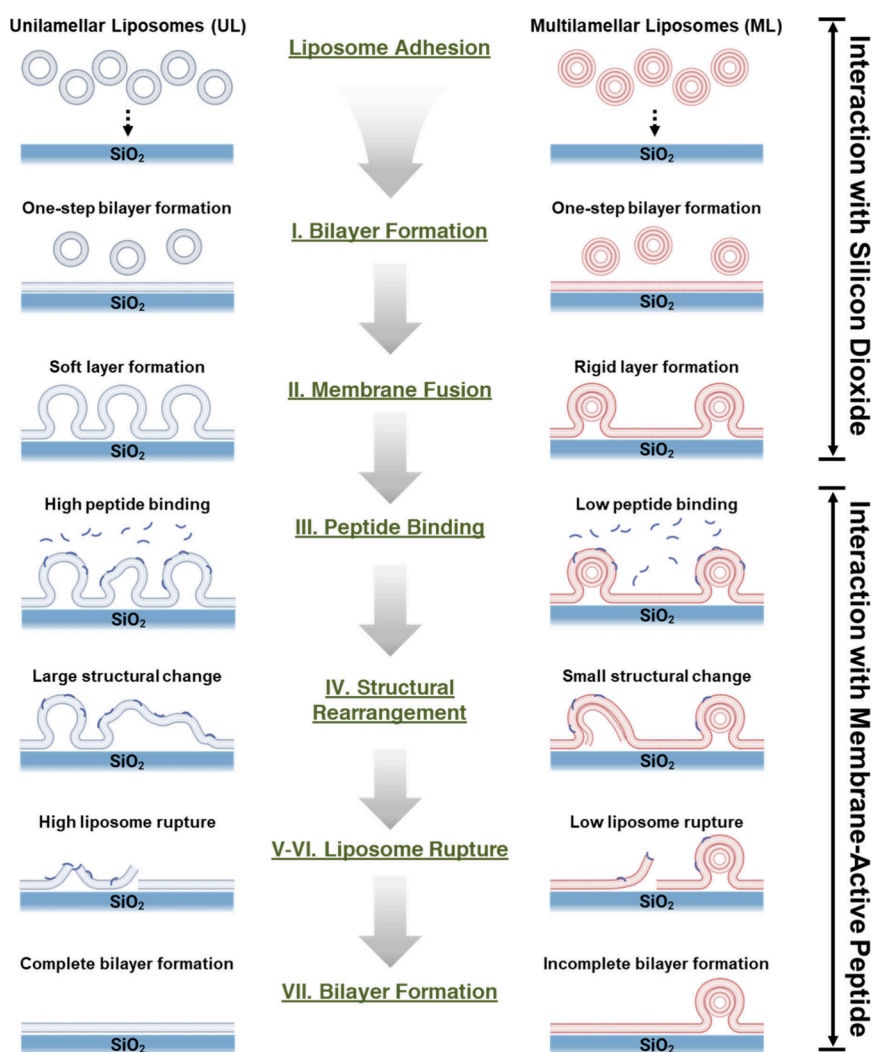 Unilamellar Liposomes (UL)
Liposome Adhesion
Multilamellar Liposomes (ML)
SiO₂
SiO₂
One-step bilayer formation
I. Bilayer Formation
One-step bilayer formation
SiO₂
SiO₂
Soft layer formation
II. Membrane Fusion
Rigid layer formation
SiO₂
SiO₂
Interaction with Silicon Dioxide
High peptide binding
III. Peptide Binding
Low peptide binding
SiO₂
SiO₂
Large structural change
IV. Structural
Rearrangement
Small structural change
SiO₂
SiO₂
High liposome rupture
V-VI. Liposome Rupture
Low liposome rupture
SiO₂
SiO₂
Complete bilayer formation
VII. Bilayer Formation
Incomplete bilayer formation
SiO₂
SiO₂
Interaction with Membrane-Active Peptide